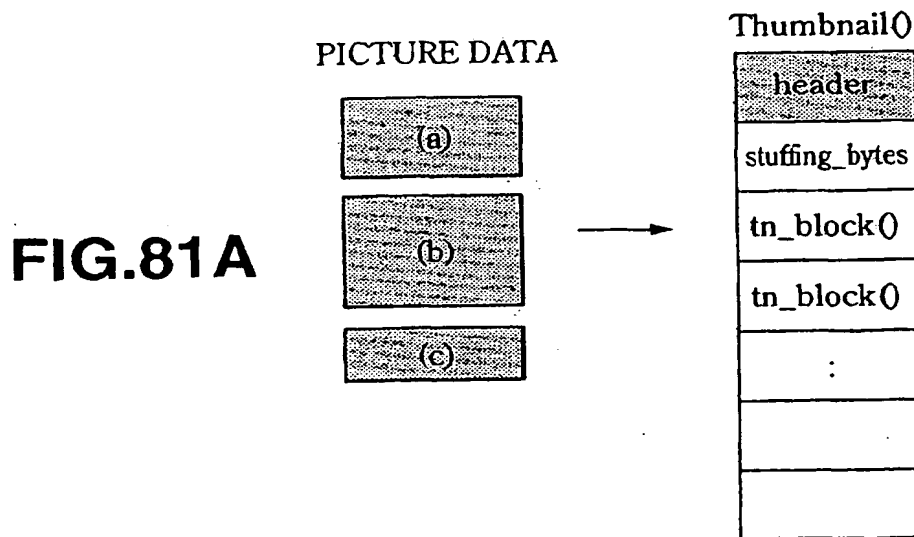 Thumbnail()
PICTURE DATA
header
(a)
stuffing_bytes
tn_block()
FIG.81A
(b)
tn_block()
(c)
: